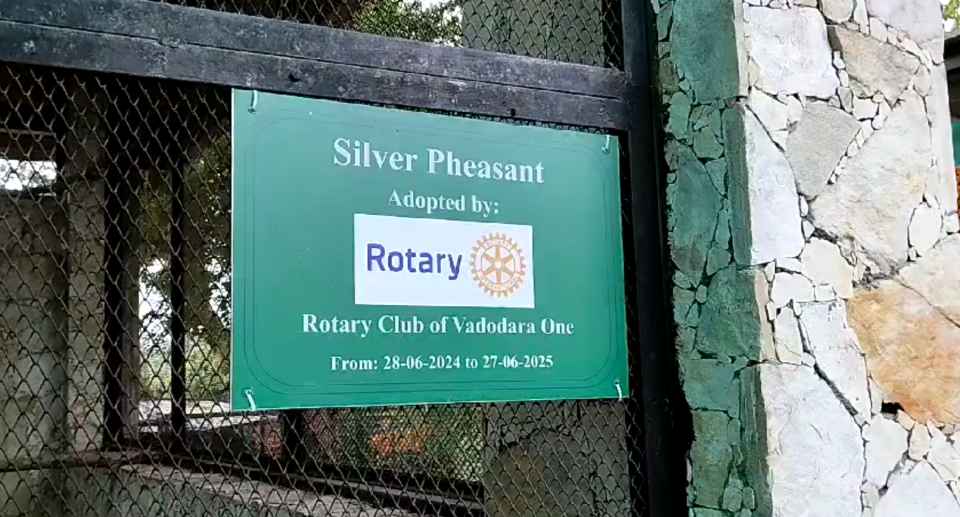 Silver Pheasant
Adopted by:
Rotary
Rotary Club of Vadodara One
From: 28-06-2024 to 27-06-2025